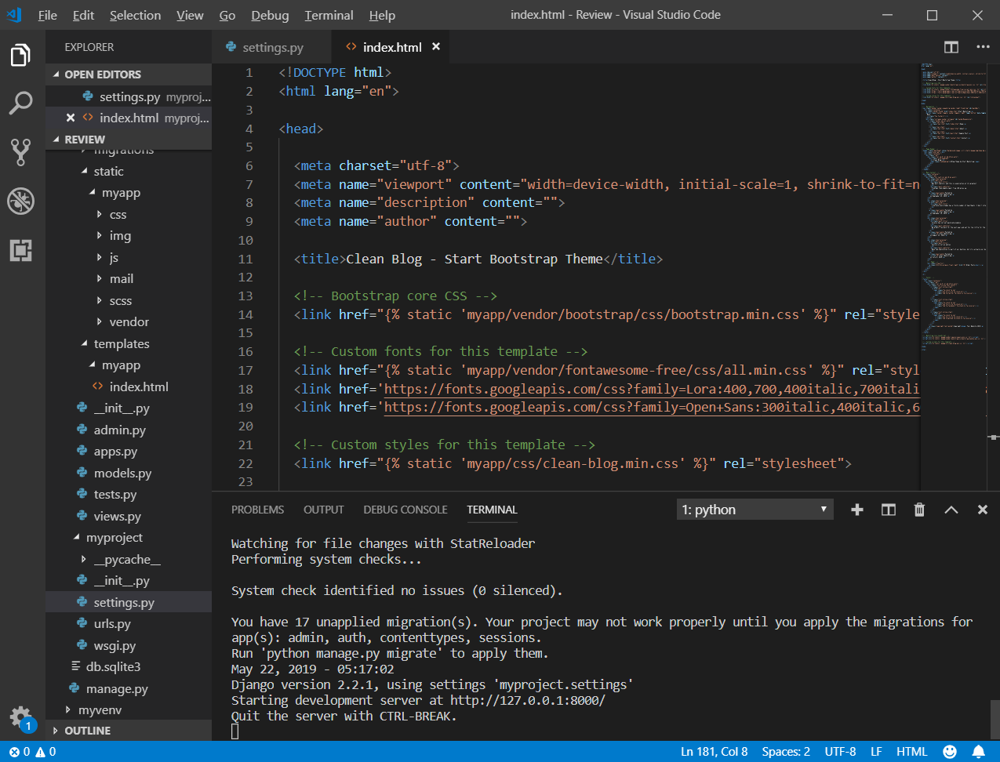 File Edit Selection View Go Debug Terminal Help index.html - Review - Visual Studio Code
EXPLORER
OPEN EDITORS
settings.py myproj...
index.html myproj...
REVIEW
migrations
static
myapp
css
img
js
mail
scss
vendor
templates
myapp
index.html
__init__.py
admin.py
apps.py
models.py
tests.py
views.py
myproject
__pycache__
__init__.py
settings.py
urls.py
wsgi.py
db.sqlite3
manage.py
myvenv
OUTLINE
1
settings.py index.html
1 <!DOCTYPE html>
2 <html lang="en">
3
4 <head>
5
6 <meta charset="utf-8">
7 <meta name="viewport" content="width=device-width, initial-scale=1, shrink-to-fit=n
8 <meta name="description" content="">
9 <meta name="author" content="">
10
11 <title>Clean Blog - Start Bootstrap Theme</title>
12
13 <!-- Bootstrap core CSS -->
14 <link href="{% static 'myapp/vendor/bootstrap/css/bootstrap.min.css' %}" rel="style
15
16 <!-- Custom fonts for this template -->
17 <link href="{% static 'myapp/vendor/fontawesome-free/css/all.min.css' %}" rel="styl
18 <link href='https://fonts.googleapis.com/css?family=Lora:400,700,400italic,700itali
19 <link href='https://fonts.googleapis.com/css?family=Open+Sans:300italic,400italic,6
20
21 <!-- Custom styles for this template -->
22 <link href="{% static 'myapp/css/clean-blog.min.css' %}" rel="stylesheet">
23
PROBLEMS OUTPUT DEBUG CONSOLE TERMINAL 1: python
Watching for file changes with StatReloader
Performing system checks...
System check identified no issues (0 silenced).
You have 17 unapplied migration(s). Your project may not work properly until you apply the migrations for
app(s): admin, auth, contenttypes, sessions.
Run 'python manage.py migrate' to apply them.
May 22, 2019 - 05:17:02
Django version 2.2.1, using settings 'myproject.settings'
Starting development server at http://127.0.0.1:8000/
Quit the server with CTRL-BREAK.
0 0 Ln 181, Col 8 Spaces: 2 UTF-8 LF HTML